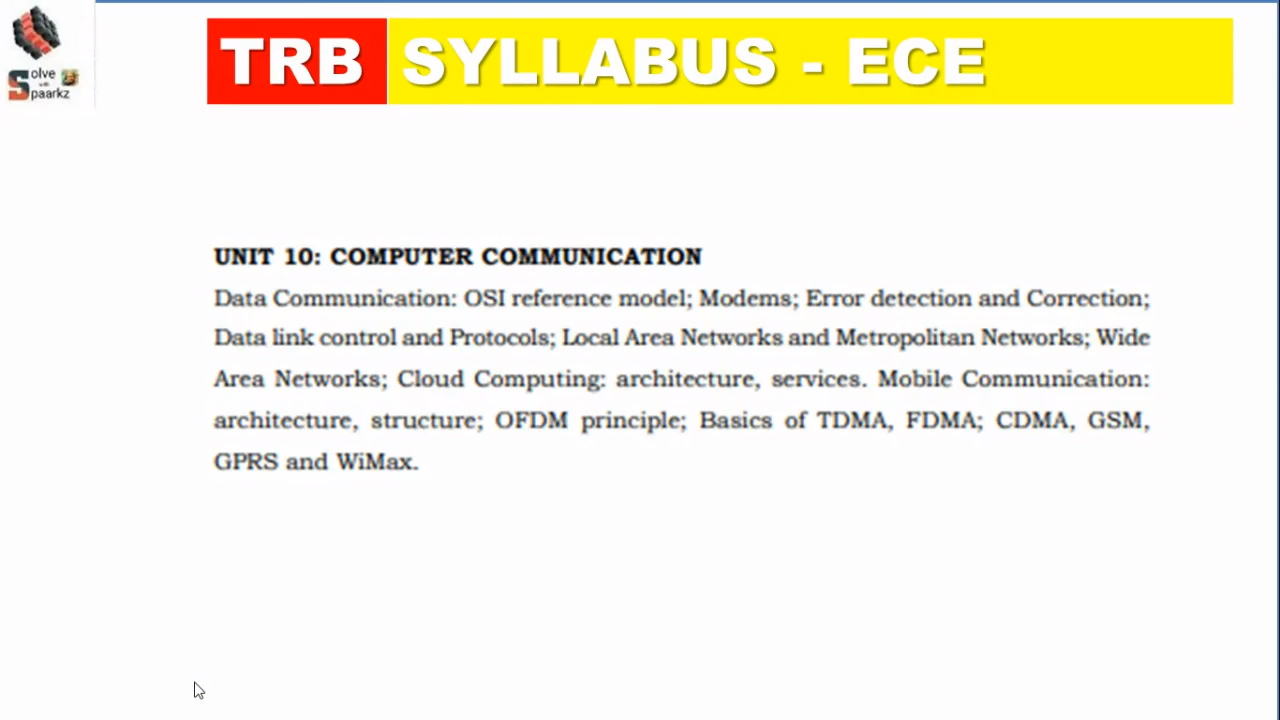 olve
with
S paarkz
TRB SYLLABUS - ECE
UNIT 10: COMPUTER COMMUNICATION
Data Communication: OSI reference model; Modems; Error detection and Correction;
Data link control and Protocols; Local Area Networks and Metropolitan Networks; Wide
Area Networks; Cloud Computing: architecture, services. Mobile Communication:
architecture, structure; OFDM principle; Basics of TDMA, FDMA; CDMA, GSM,
GPRS and WiMax.